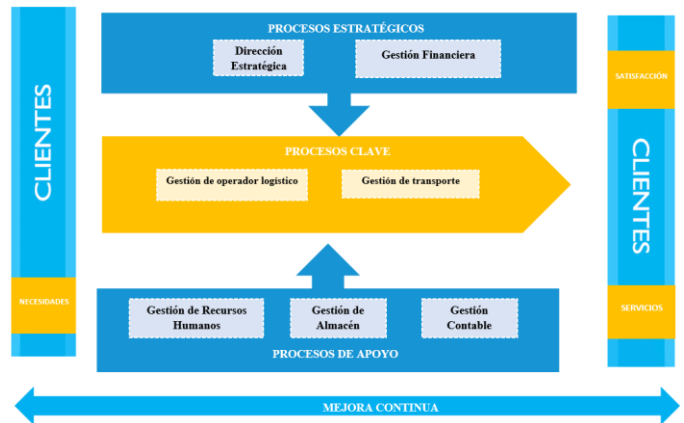 CLIENTES
NECESIDADES
PROCESOS ESTRATÉGICOS
Dirección
Estratégica
Gestión Financiera
PROCESOS CLAVE
Gestión de operador logístico
Gestión de transporte
Gestión de Recursos
Humanos
Gestión de
Almacén
Gestión
Contable
PROCESOS DE APOYO
SATISFACCIÓN
CLIENTES
SERVICIOS
MEJORA CONTINUA